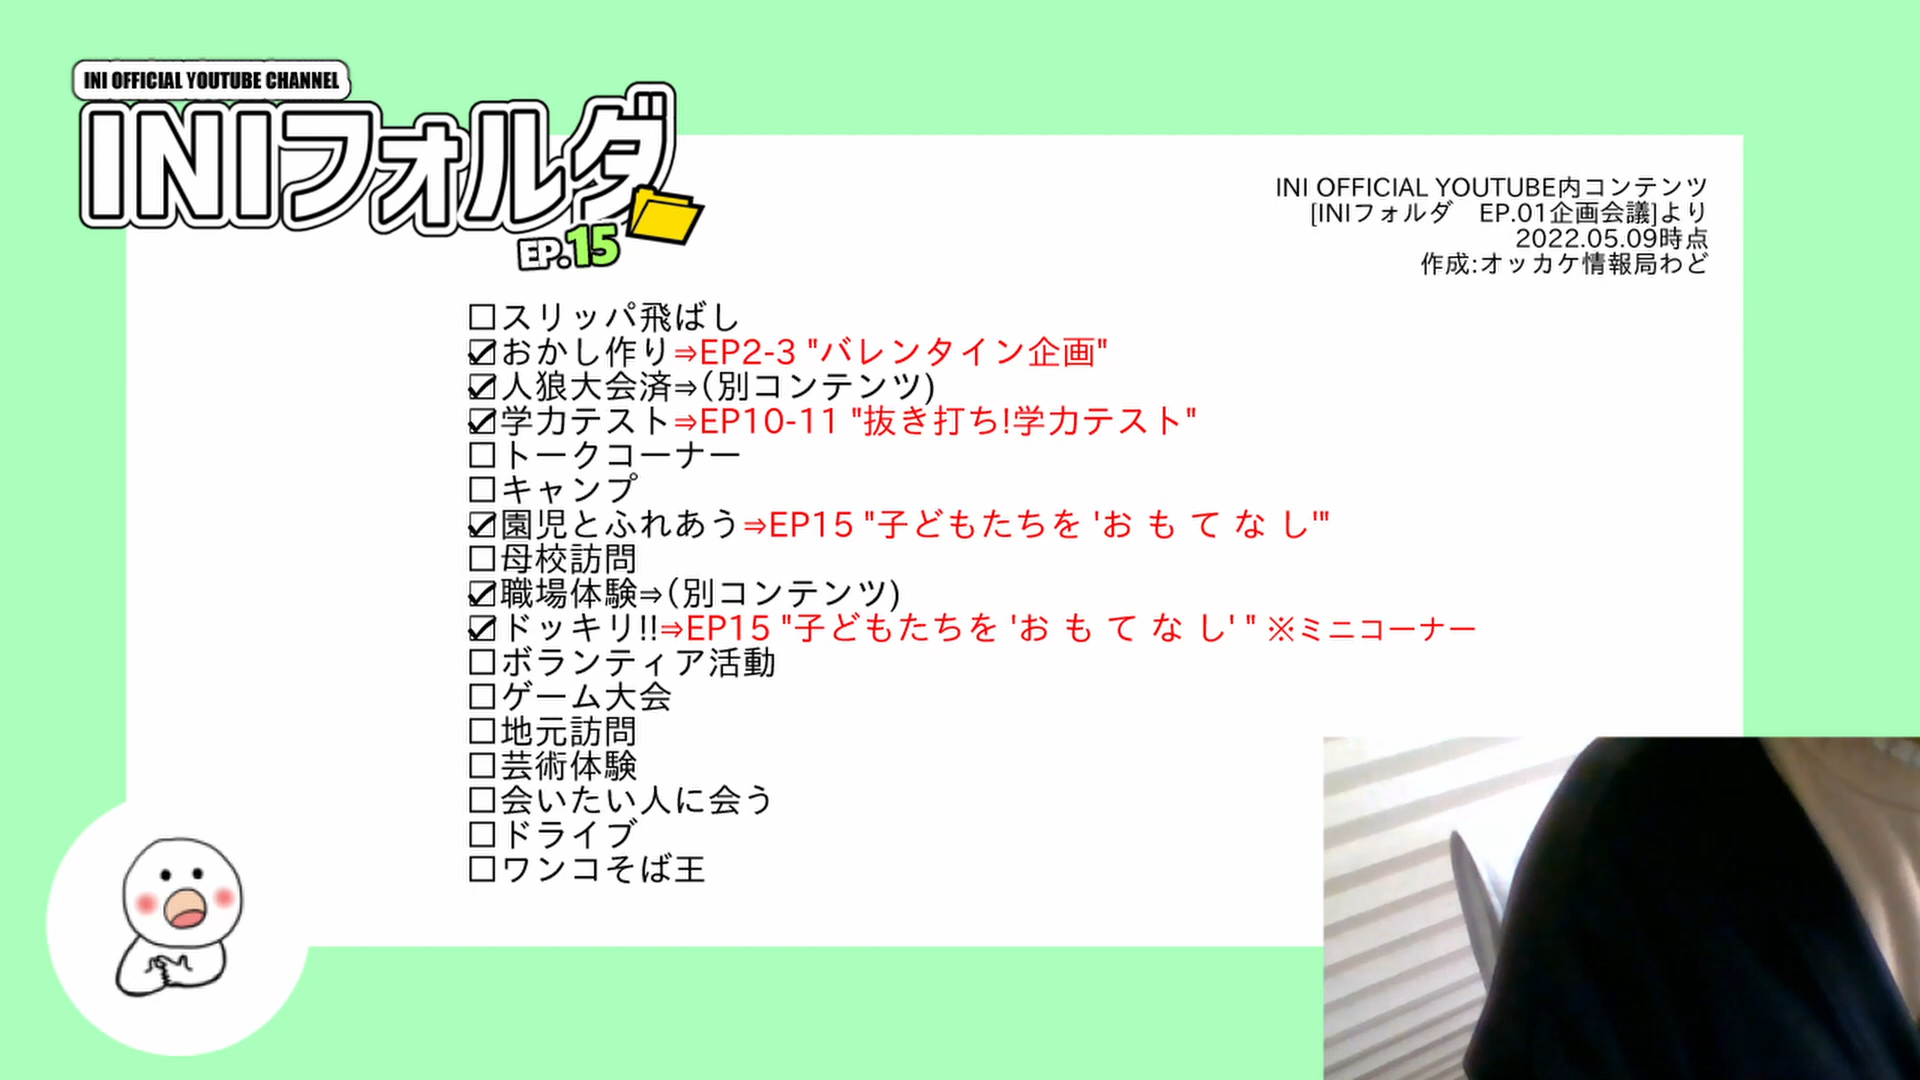 INI OFFICIAL YOUTUBE CHANNEL
INIフォルダ
EP.15
INI OFFICIAL YOUTUBE内コンテンツ
[INIフォルダ　EP.01企画会議]より
2022.05.09時点
作成:オッカケ情報局わど
□スリッパ飛ばし
☑おかし作り⇒EP2-3 "バレンタイン企画"
☑人狼大会済⇒(別コンテンツ)
☑学力テスト⇒EP10-11 "抜き打ち!学力テスト"
□トークコーナー
□キャンプ
☑園児とふれあう⇒EP15 "子どもたちを 'お も て な し'"
□母校訪問
☑職場体験⇒(別コンテンツ)
☑ドッキリ!!⇒EP15 "子どもたちを 'お も て な し' " ※ミニコーナー
□ボランティア活動
□ゲーム大会
□地元訪問
□芸術体験
□会いたい人に会う
□ドライブ
□ワンコそば王